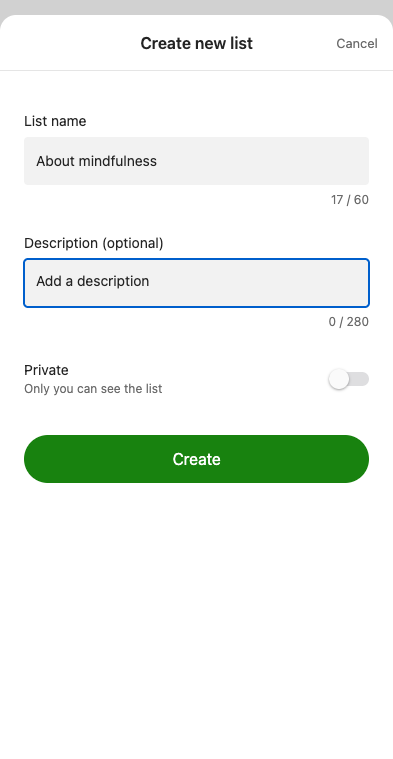 Create new list
Cancel
List name
About mindfulness
17 / 60
Description (optional)
Add a description
0 / 280
Private
Only you can see the list
Create